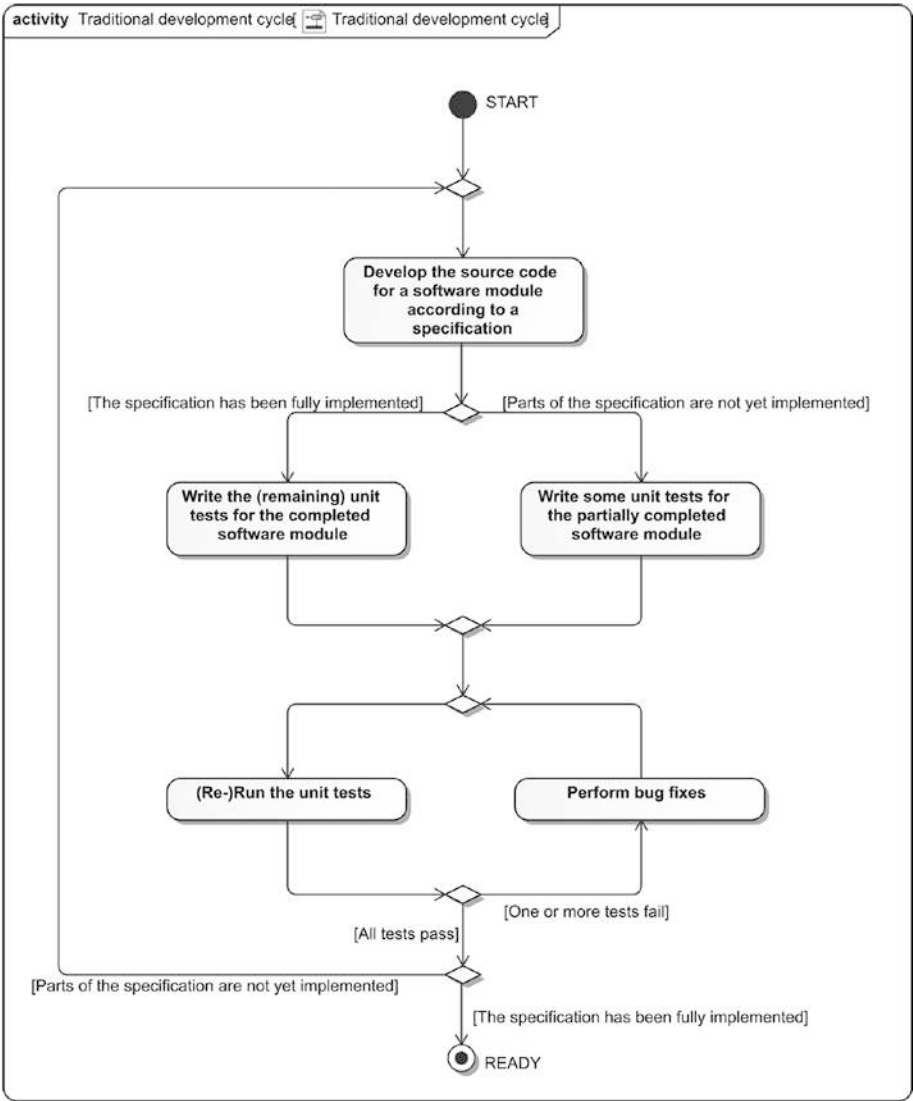 activity Traditional development cycle[ Traditional development cycle]
START
Develop the source code
for a software module
according to a
specification
[The specification has been fully implemented]
[Parts of the specification are not yet implemented]
Write the (remaining) unit
tests for the completed
software module
Write some unit tests for
the partially completed
software module
(Re-)Run the unit tests
Perform bug fixes
[One or more tests fail]
[All tests pass]
[Parts of the specification are not yet implemented]
[The specification has been fully implemented]
READY